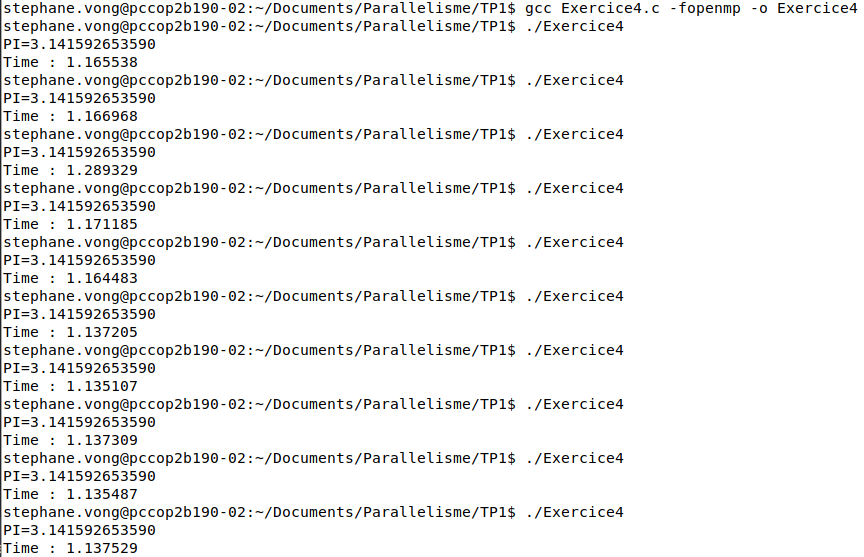 stephane.vong@pccop2b190-02:~/Documents/Parallelisme/TP1$ gcc Exercice4.c -fopenmp -o Exercice4
stephane.vong@pccop2b190-02:~/Documents/Parallelisme/TP1$ ./Exercice4
PI=3.141592653590
Time : 1.165538
stephane.vong@pccop2b190-02:~/Documents/Parallelisme/TP1$ ./Exercice4
PI=3.141592653590
Time : 1.166968
stephane.vong@pccop2b190-02:~/Documents/Parallelisme/TP1$ ./Exercice4
PI=3.141592653590
Time : 1.289329
stephane.vong@pccop2b190-02:~/Documents/Parallelisme/TP1$ ./Exercice4
PI=3.141592653590
Time : 1.171185
stephane.vong@pccop2b190-02:~/Documents/Parallelisme/TP1$ ./Exercice4
PI=3.141592653590
Time : 1.164483
stephane.vong@pccop2b190-02:~/Documents/Parallelisme/TP1$ ./Exercice4
PI=3.141592653590
Time : 1.137205
stephane.vong@pccop2b190-02:~/Documents/Parallelisme/TP1$ ./Exercice4
PI=3.141592653590
Time : 1.135107
stephane.vong@pccop2b190-02:~/Documents/Parallelisme/TP1$ ./Exercice4
PI=3.141592653590
Time : 1.137309
stephane.vong@pccop2b190-02:~/Documents/Parallelisme/TP1$ ./Exercice4
PI=3.141592653590
Time : 1.135487
stephane.vong@pccop2b190-02:~/Documents/Parallelisme/TP1$ ./Exercice4
PI=3.141592653590
Time : 1.137529